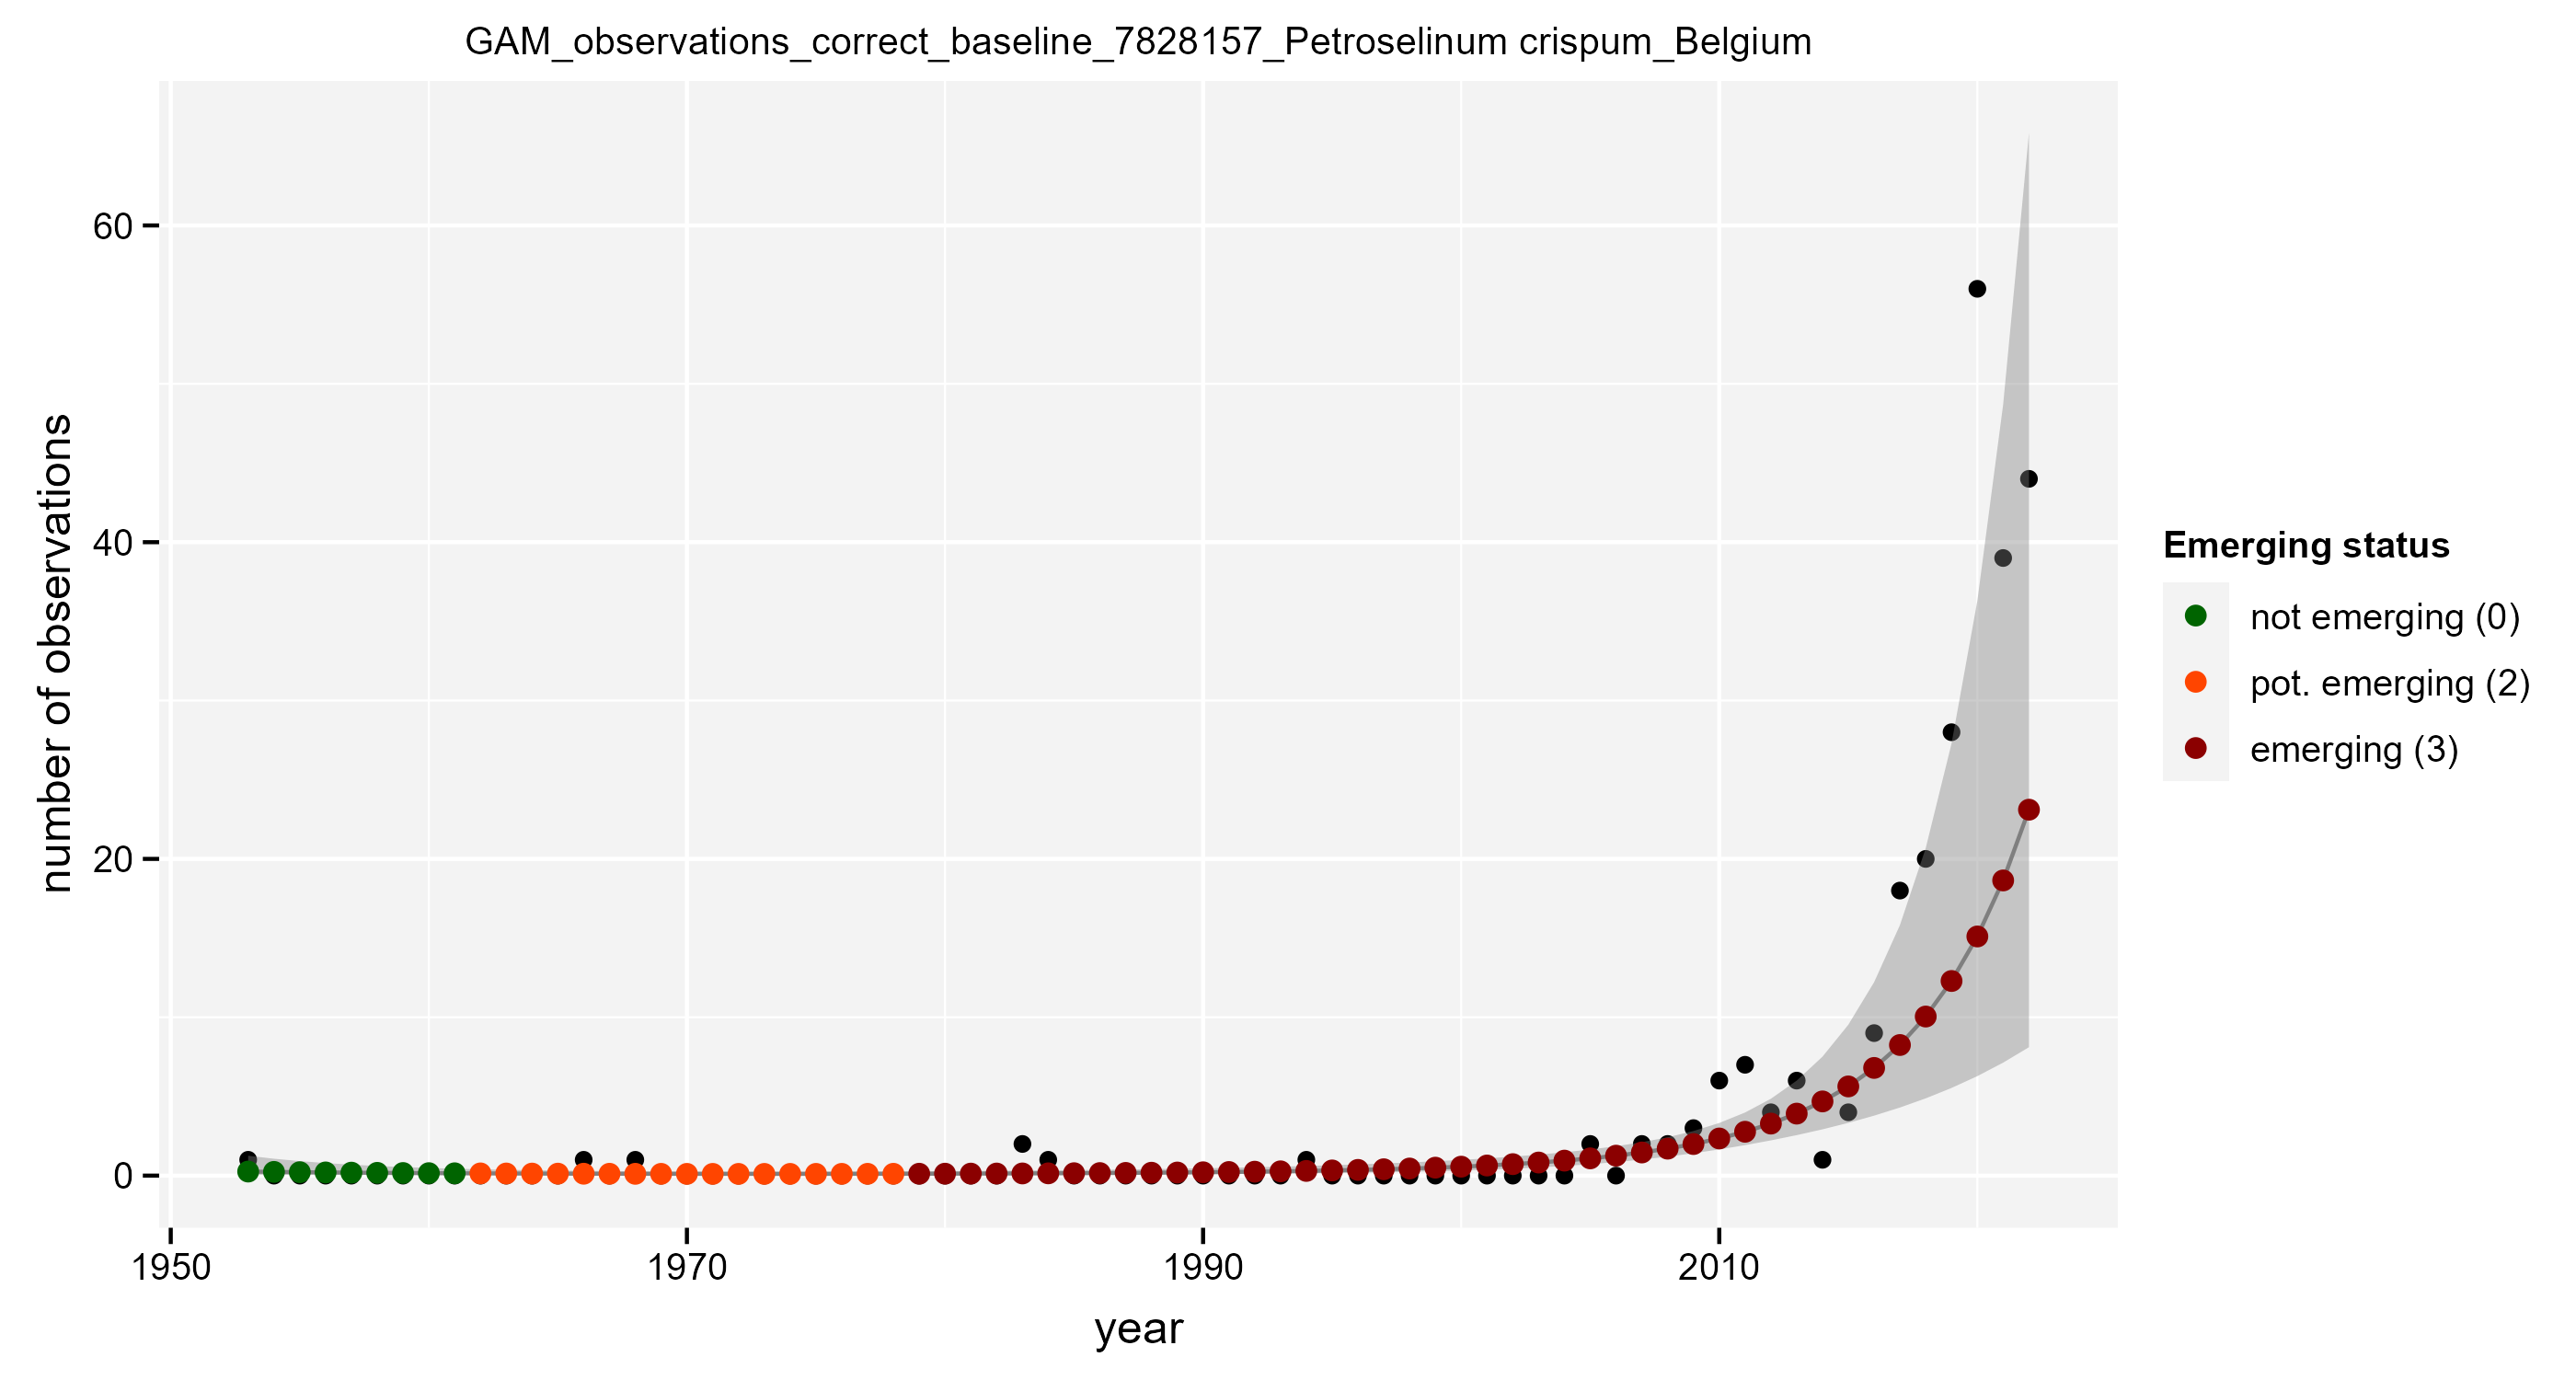 GAM_observations_correct_baseline_7828157_Petroselinum crispum_Belgium
number of observations
60
40
20
0
1950
1970
1990
2010
year
Emerging status
not emerging (0)
pot. emerging (2)
emerging (3)